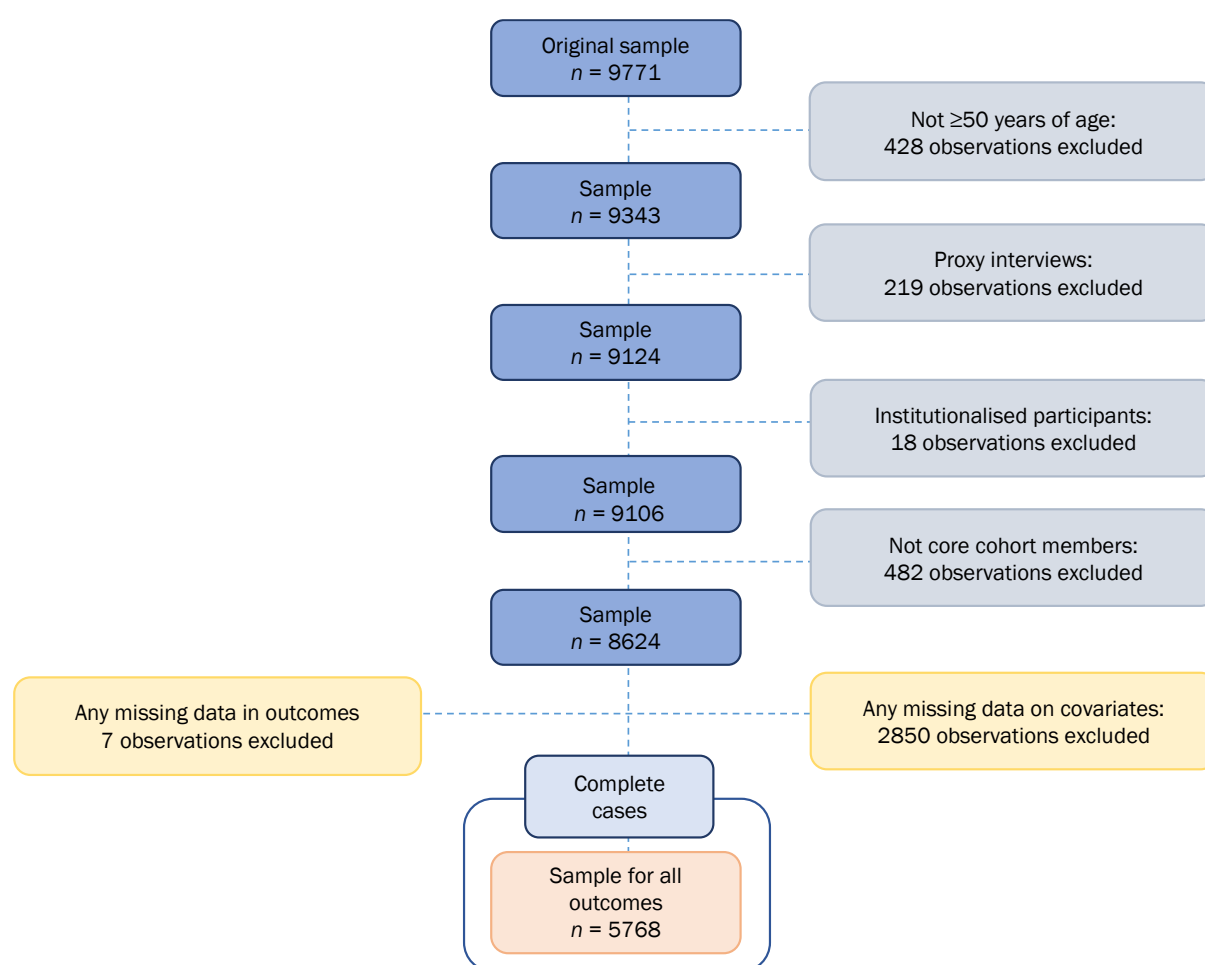 Original sample
n = 9771
Not ≥50 years of age:
428 observations excluded
Sample
n = 9343
Proxy interviews:
219 observations excluded
Sample
n = 9124
Institutionalised participants:
18 observations excluded
Sample
n = 9106
Not core cohort members:
482 observations excluded
Sample
n = 8624
Any missing data in outcomes
7 observations excluded
Any missing data on covariates:
2850 observations excluded
Complete
cases
Sample for all
outcomes
n = 5768